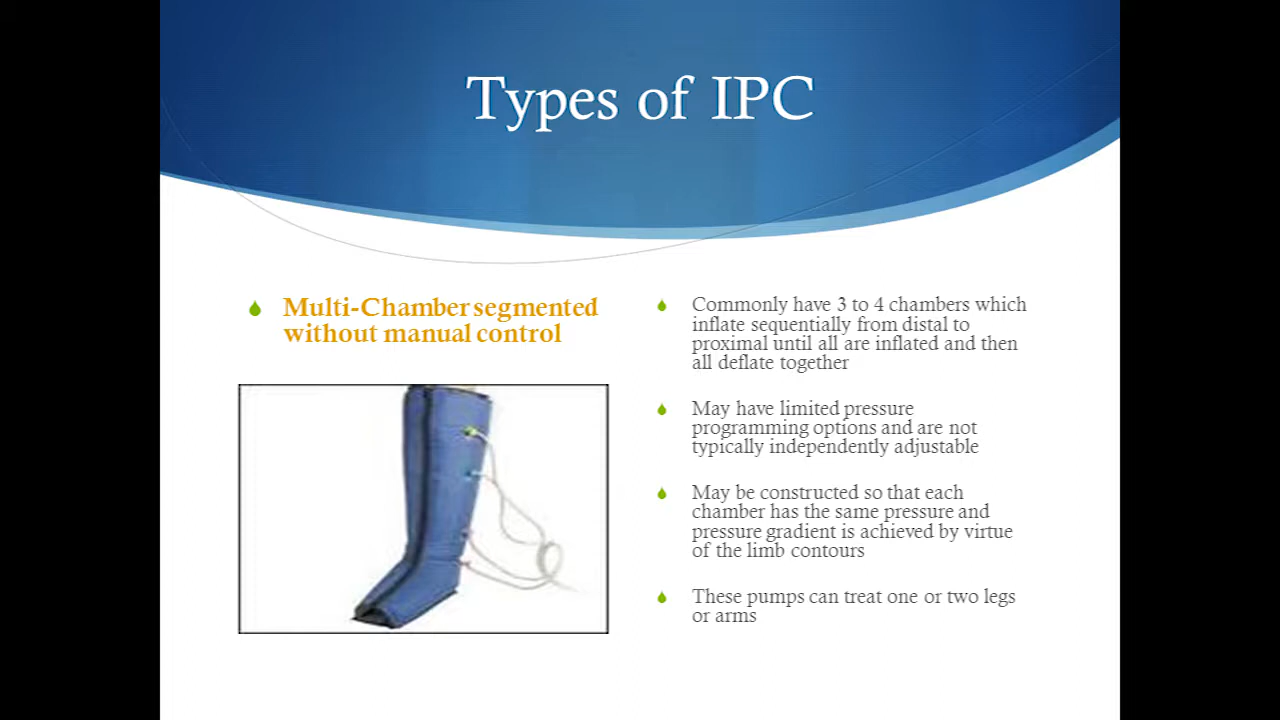 Types of IPC
Multi-Chamber segmented
without manual control
Commonly have 3 to 4 chambers which
inflate sequentially from distal to
proximal until all are inflated and then
all deflate together
May have limited pressure
programming options and are not
typically independently adjustable
May be constructed so that each
chamber has the same pressure and
pressure gradient is achieved by virtue
of the limb contours
These pumps can treat one or two legs
or arms